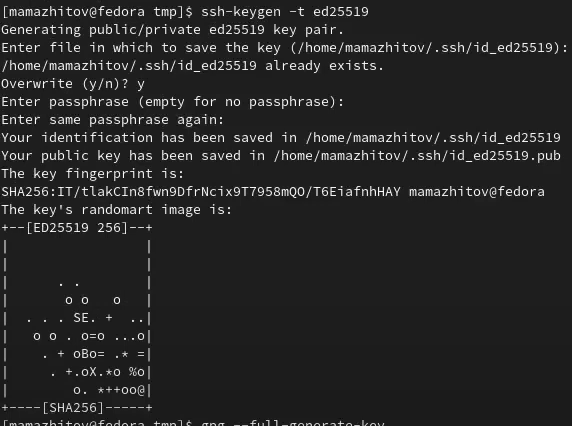 [mamazhitov@fedora tmp]$ ssh-keygen -t ed25519
Generating public/private ed25519 key pair.
Enter file in which to save the key (/home/mamazhitov/.ssh/id_ed25519):
/home/mamazhitov/.ssh/id_ed25519 already exists.
Overwrite (y/n)? y
Enter passphrase (empty for no passphrase):
Enter same passphrase again:
Your identification has been saved in /home/mamazhitov/.ssh/id_ed25519
Your public key has been saved in /home/mamazhitov/.ssh/id_ed25519.pub
The key fingerprint is:
SHA256:IT/tlakCIn8fwn9DfrNcix9T7958mQO/T6EiafnhHAY mamazhitov@fedora
The key's randomart image is:
+--[ED25519 256]--+
|                 |
|                 |
|      . .        |
|       o o   o   |
|  . . . SE. +  ..|
|   o o . o=o ...o|
|    . + oBo= .* =|
|     . +.oX.*o %o|
|        o. *++oo@|
+----[SHA256]-----+
[mamazhitov@fedora tmp]$ gpg --full-generate-key